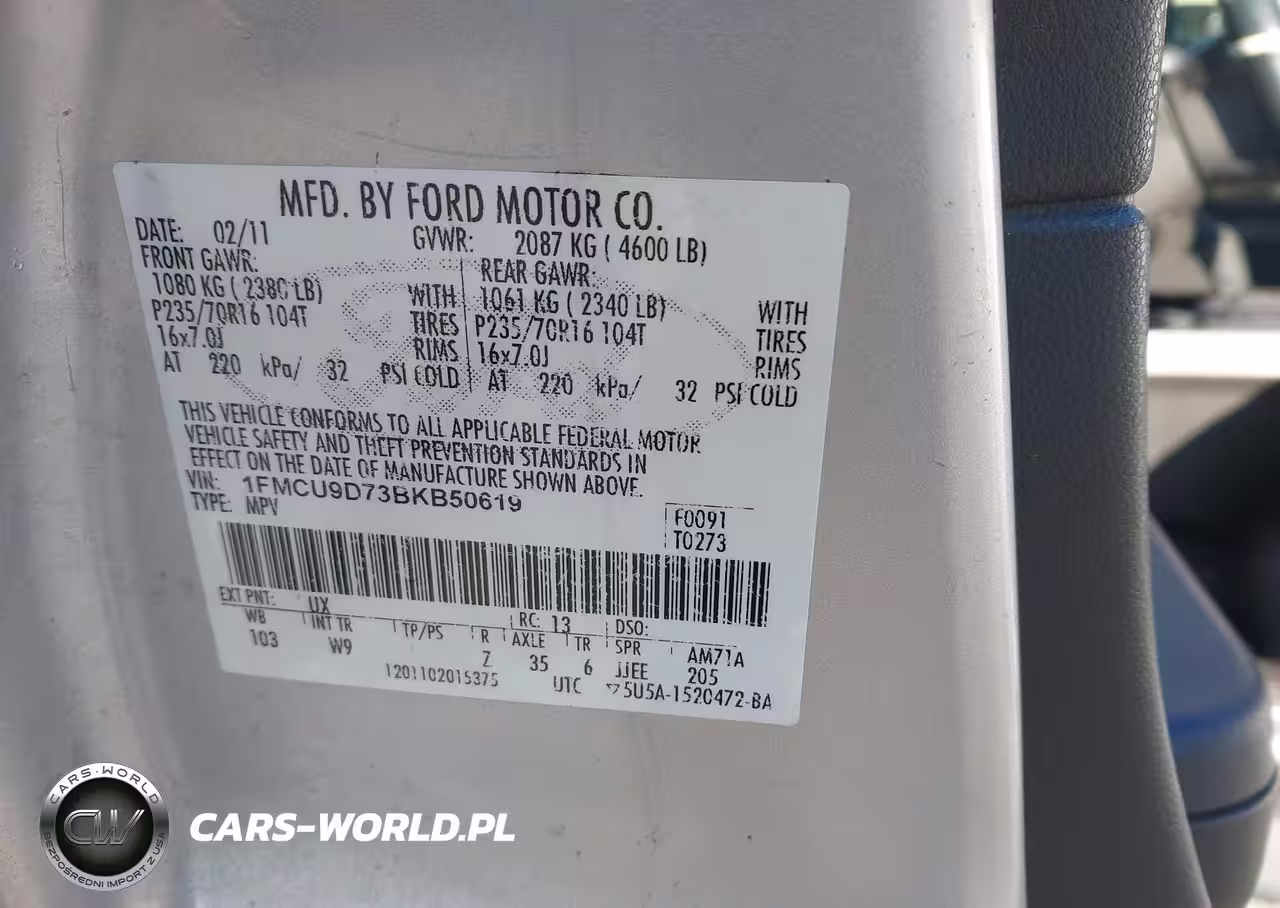 MFD. BY FORD MOTOR CO.
DATE: 02/11 GVWR: 2087 KG ( 4600 LB)
FRONT GAWR: REAR GAWR:
1080 KG ( 2380 LB) WITH 1061 KG ( 2340 LB) WITH
P235/70R16 104T TIRES P235/70R16 104T TIRES
16x7.0J RIMS 16x7.0J RIMS
AT 220 kPa/ 32 PSI COLD AT 220 kPa/ 32 PSI COLD
THIS VEHICLE CONFORMS TO ALL APPLICABLE FEDERAL MOTOR
VEHICLE SAFETY AND THEFT PREVENTION STANDARDS IN
EFFECT ON THE DATE OF MANUFACTURE SHOWN ABOVE.
VIN: 1FMCU9D73BKB50619
TYPE: MPV
F0091
T0273
EXT PNT: UX RC: 13 DSO:
WB INT TR TP/PS R AXLE TR SPR AM71A
103 W9 Z 35 6 JJEE 205
1201102015375 UTC 5U5A-1520472-BA
CARS-WORLD
CW
BEZPOŚREDNI IMPORT Z USA
CARS-WORLD.PL